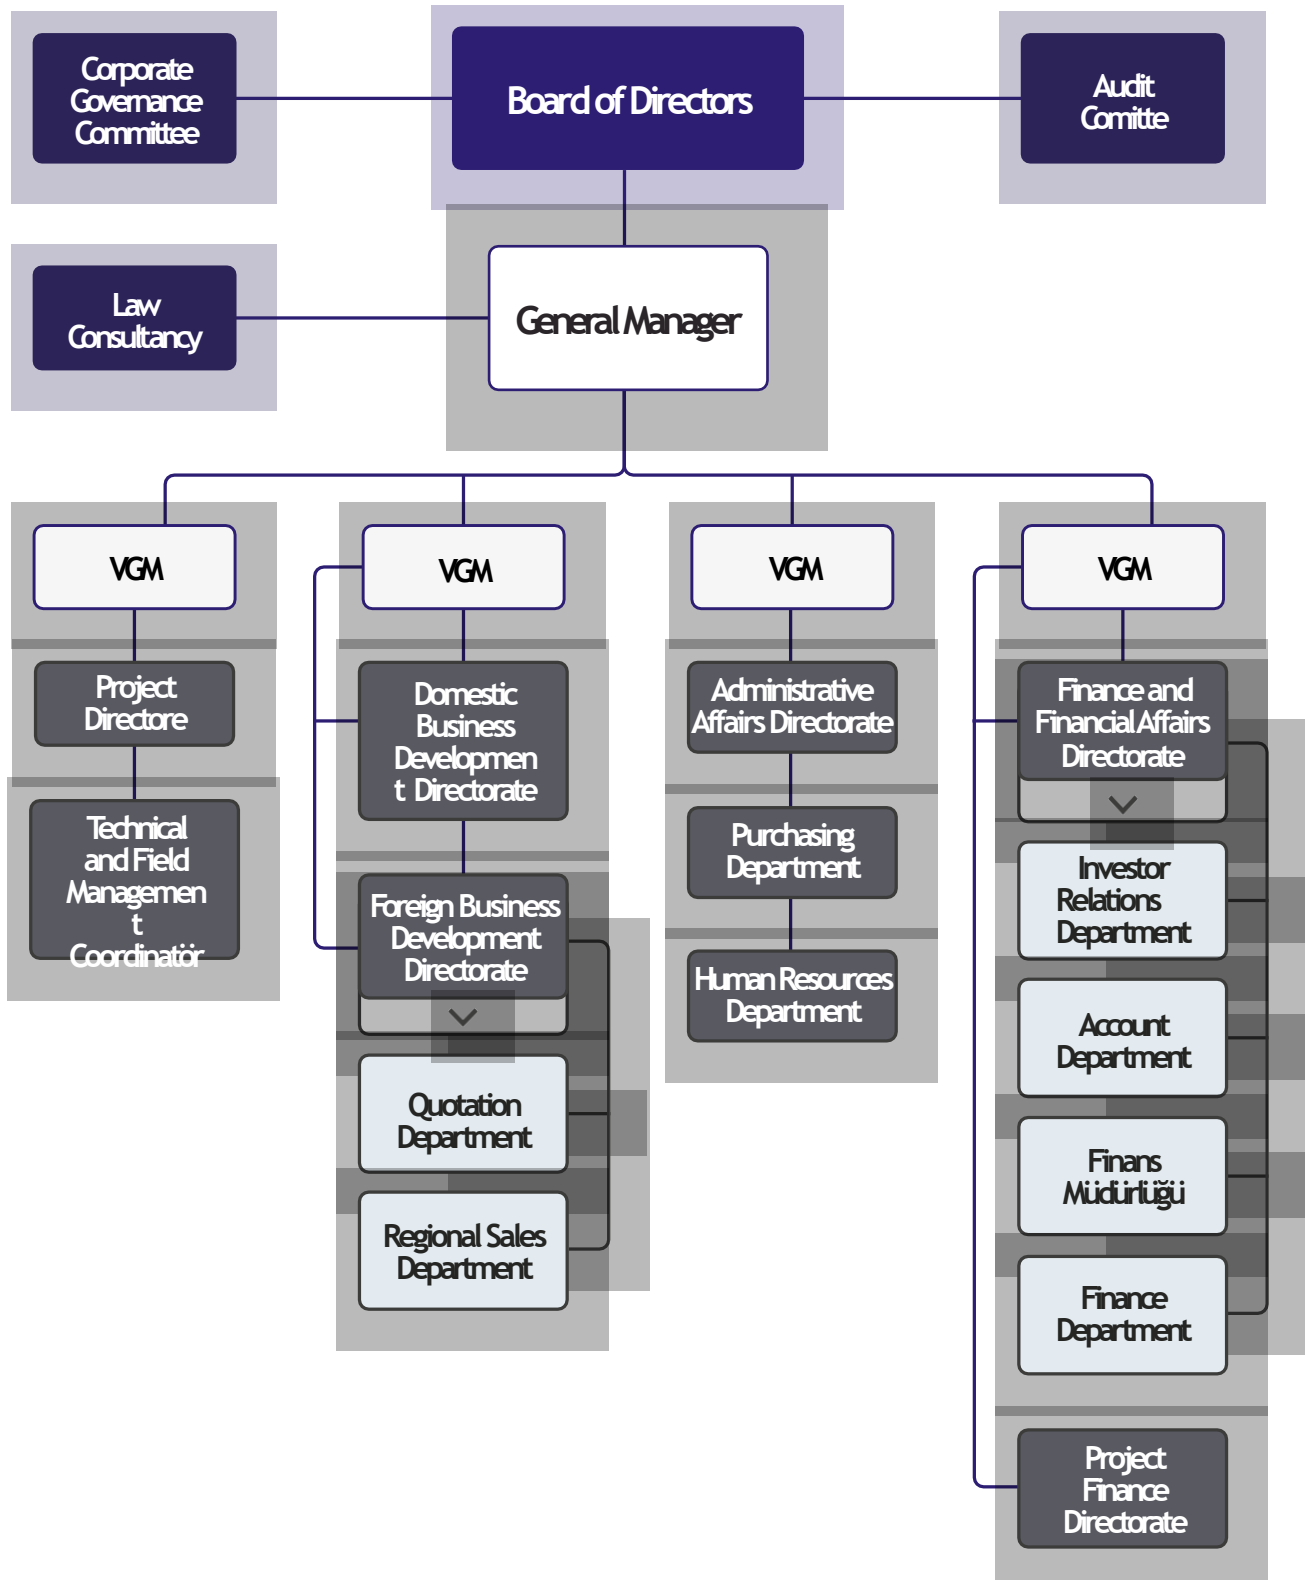 Corporate
Governance
Committee
Board of Directors
Audit
Comitte
Law
Consultancy
General Manager
VGM
VGM
VGM
VGM
Project
Directore
Technical
and Field
Managemen
t
Coordinatör
Domestic
Business
Developmen
t Directorate
Foreign Business
Development
Directorate
Quotation
Department
Regional Sales
Department
Administrative
Affairs Directorate
Purchasing
Department
Human Resources
Department
Finance and
Financial Affairs
Directorate
Investor
Relations
Department
Account
Department
Finans
Müdürlüğü
Finance
Department
Project
Finance
Directorate